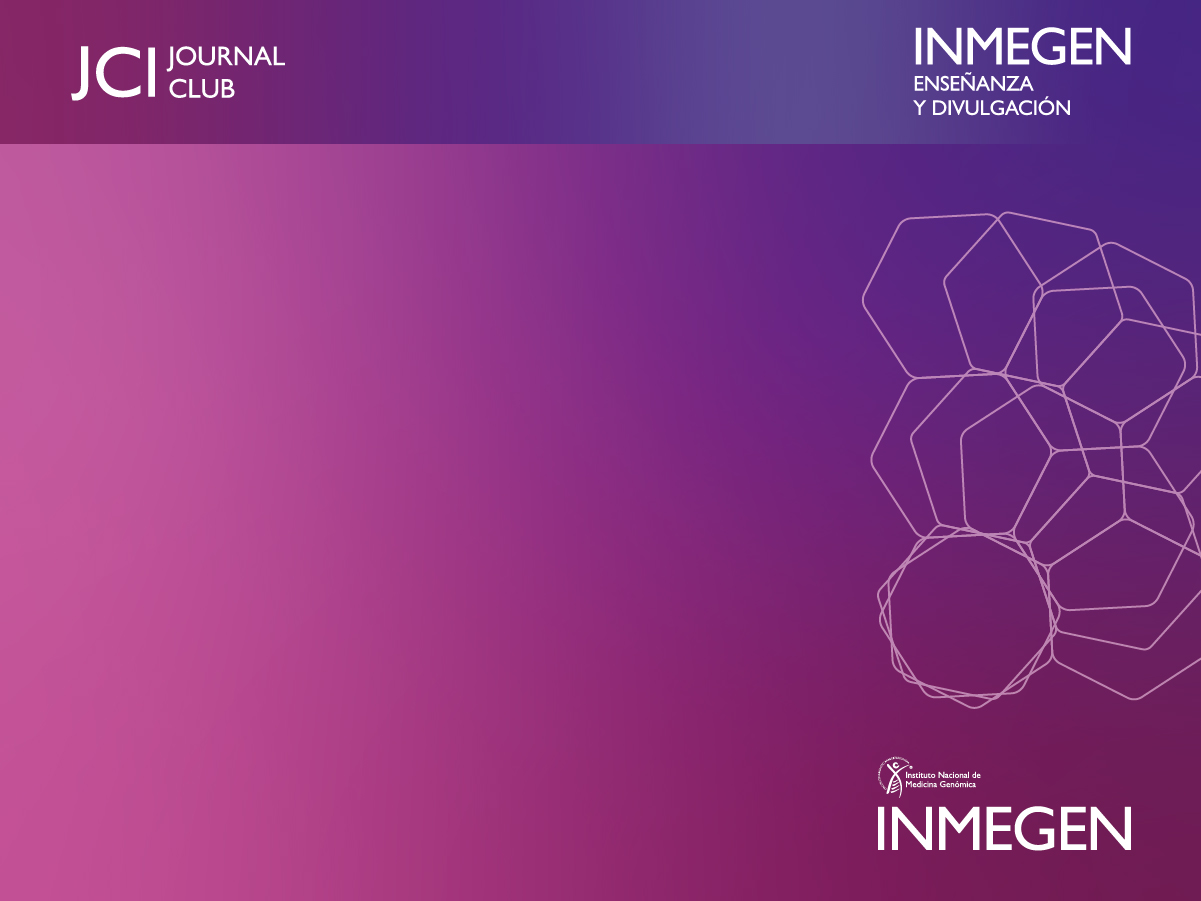 JCI JOURNAL
CLUB
INMEGEN
ENSEÑANZA
Y DIVULGACIÓN
Instituto Nacional de
Medicina Genómica
INMEGEN